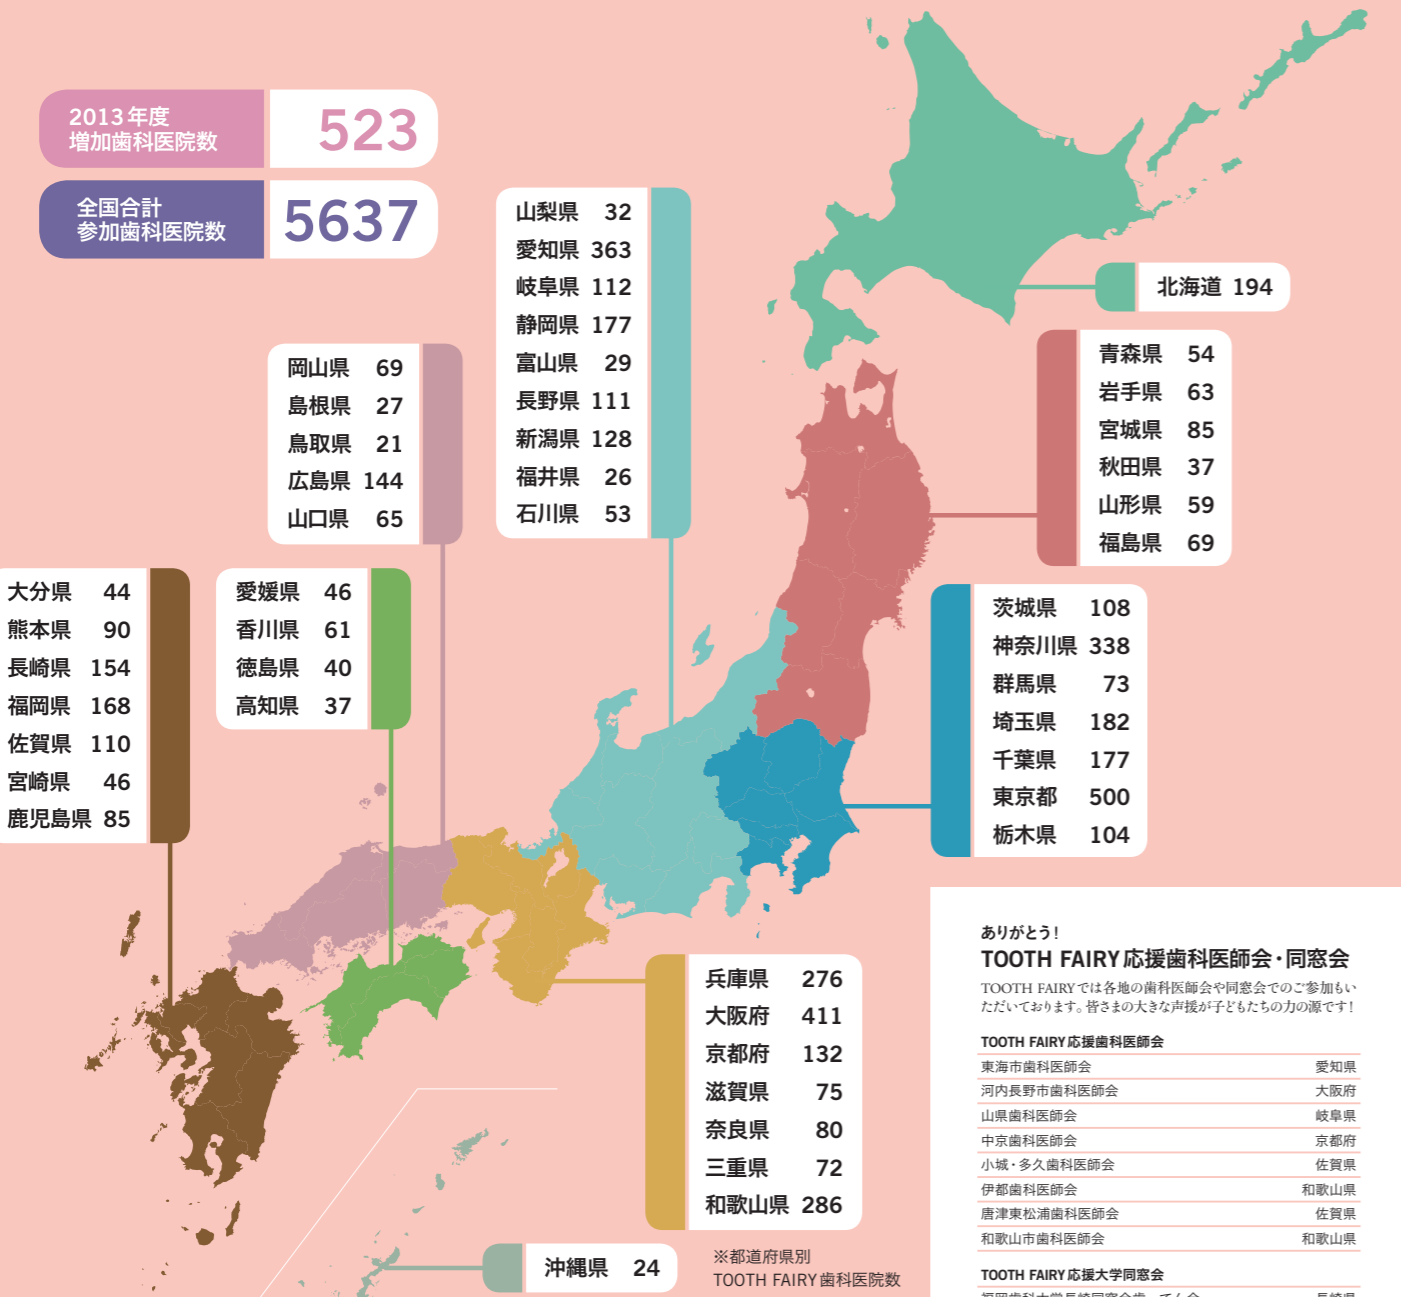 2013年度
増加歯科医院数
523
全国合計
参加歯科医院数
5637
山梨県 32
愛知県 363
岐阜県 112
静岡県 177
富山県 29
長野県 111
新潟県 128
福井県 26
石川県 53
北海道 194
岡山県 69
島根県 27
鳥取県 21
広島県 144
山口県 65
青森県 54
岩手県 63
宮城県 85
秋田県 37
山形県 59
福島県 69
大分県 44
熊本県 90
長崎県 154
福岡県 168
佐賀県 110
宮崎県 46
鹿児島県 85
愛媛県 46
香川県 61
徳島県 40
高知県 37
茨城県 108
神奈川県 338
群馬県 73
埼玉県 182
千葉県 177
東京都 500
栃木県 104
兵庫県 276
大阪府 411
京都府 132
滋賀県 75
奈良県 80
三重県 72
和歌山県 286
沖縄県 24
※都道府県別
TOOTH FAIRY歯科医院数
ありがとう！
TOOTH FAIRY応援歯科医師会・同窓会
TOOTH FAIRYでは各地の歯科医師会や同窓会でのご参加もい
ただいております。皆さまの大きな声援が子どもたちの力の源です！
TOOTH FAIRY応援歯科医師会
東海市歯科医師会 愛知県
河内長野市歯科医師会 大阪府
山県歯科医師会 岐阜県
中京歯科医師会 京都府
小城・多久歯科医師会 佐賀県
伊都歯科医師会 和歌山県
唐津東松浦歯科医師会 佐賀県
和歌山市歯科医師会 和歌山県
TOOTH FAIRY応援大学同窓会